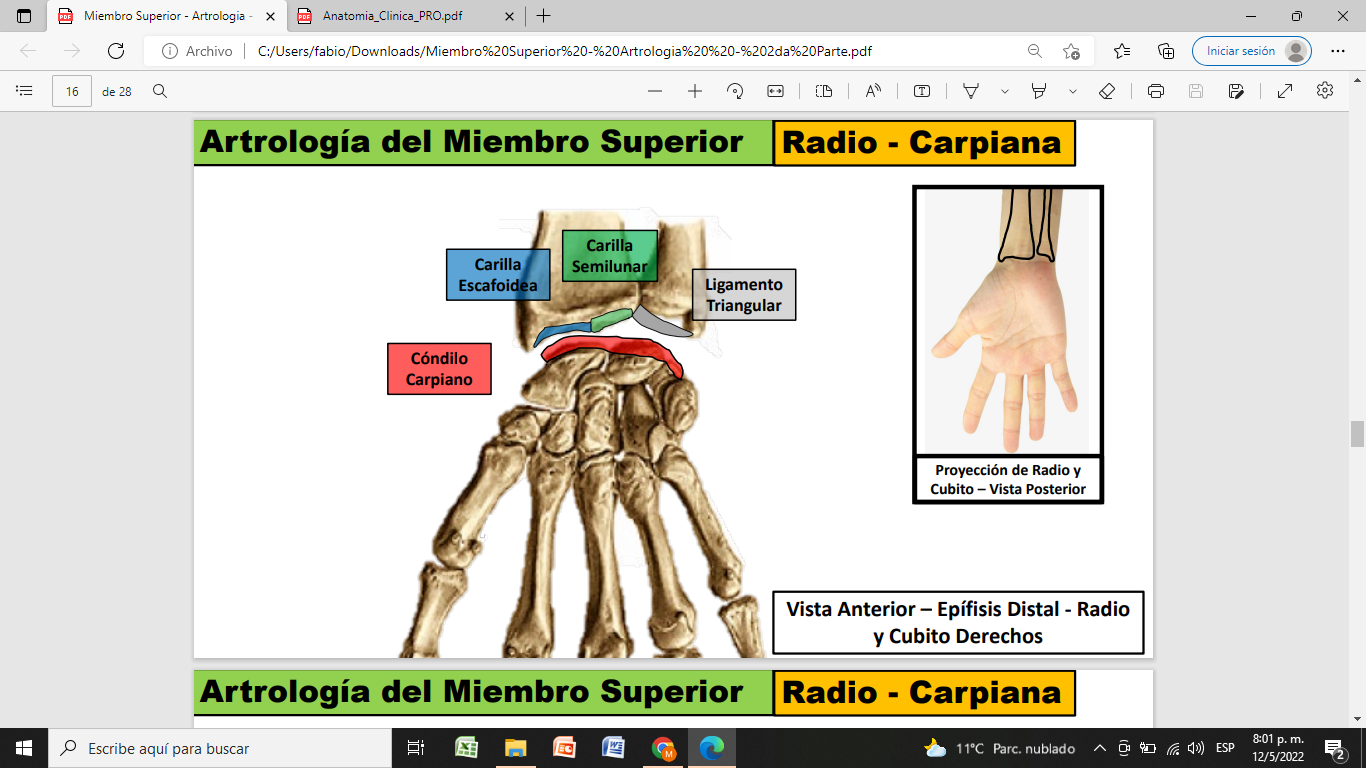 Miembro Superior - Artrologia -
Anatomia_Clinica_PRO.pdf
Archivo
C:/Users/fabio/Downloads/Miembro%20Superior%20-%20Artrologia%20%20-%202da%20Parte.pdf
Iniciar sesión
16
de 28
Artrología del Miembro Superior
Radio - Carpiana
Carilla
Escafoidea
Carilla
Semilunar
Ligamento
Triangular
Cóndilo
Carpiano
Proyección de Radio y
Cubito – Vista Posterior
Vista Anterior – Epífisis Distal - Radio
y Cubito Derechos
Artrología del Miembro Superior
Radio - Carpiana
Escribe aquí para buscar
11°C Parc. nublado
ESP
8:01 p. m.
12/5/2022
2